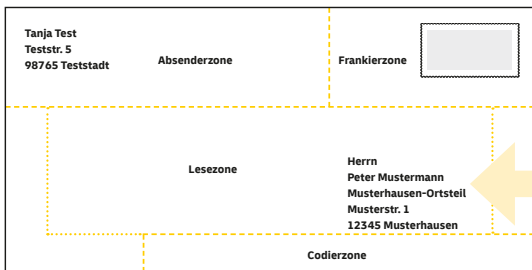 Tanja Test
Teststr. 5
98765 Teststadt
Absenderzone
Frankierzone
Lesezone
Herrn
Peter Mustermann
Musterhausen-Ortsteil
Musterstr. 1
12345 Musterhausen
Codierzone